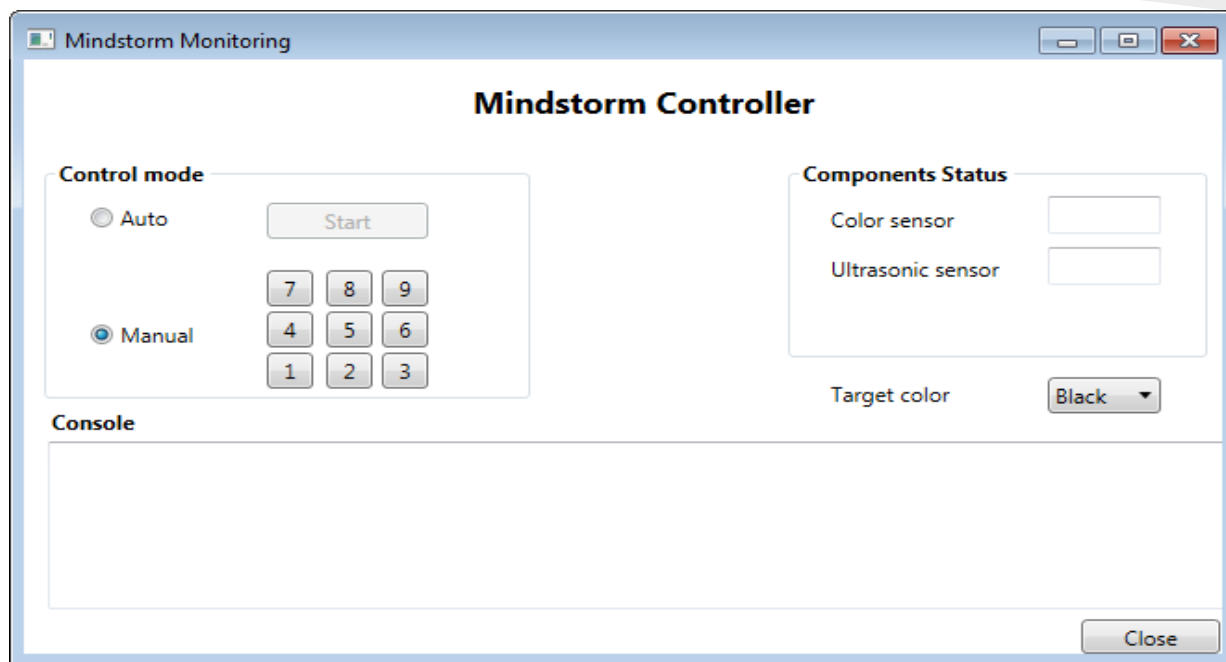 Mindstorm Monitoring
Mindstorm Controller
Control mode
Auto
Start
7 8 9
Manual
4 5 6
1 2 3
Components Status
Color sensor
Ultrasonic sensor
Target color
Black
Console
Close